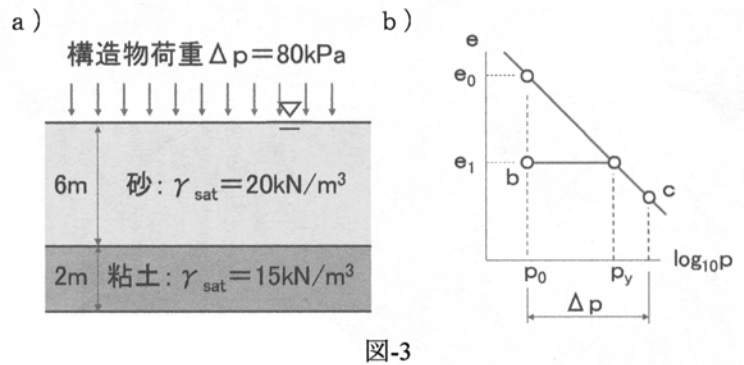 a)
構造物荷重Δp=80kPa
6m 砂:γsat=20kN/m³
2m 粘土:γsat=15kN/m³
b)
e
e₀
e₁
b
c
p₀ py log₁₀p
Δp
図-3